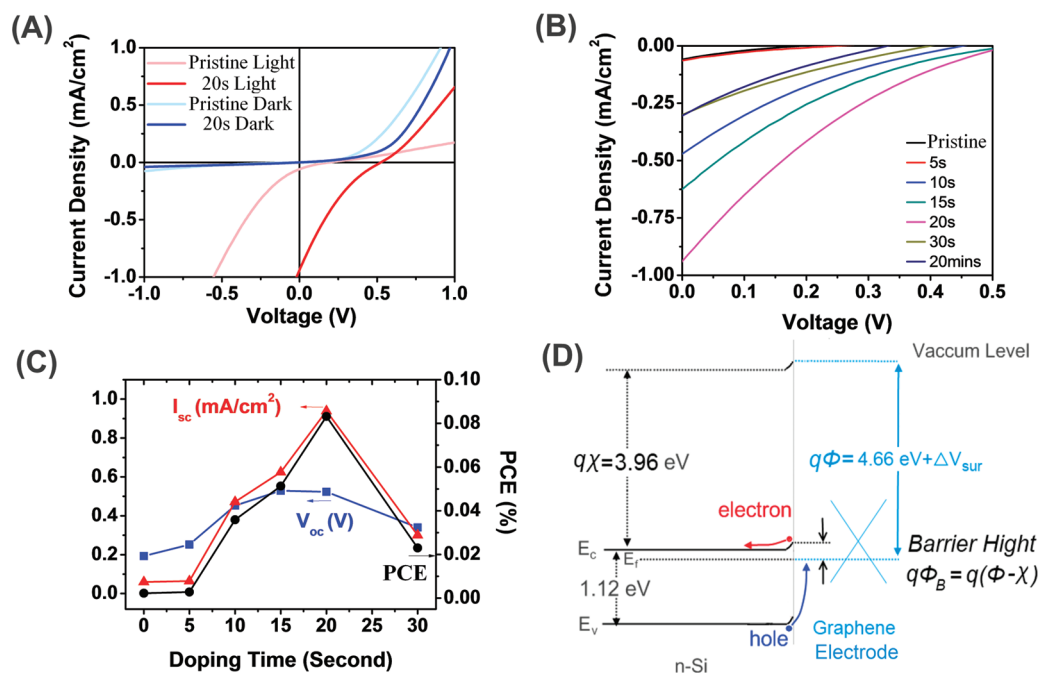 (A)
1.0
0.5
0.0
-0.5
-1.0
Current Density (mA/cm²)
Pristine Light
20s Light
Pristine Dark
20s Dark
-1.0
-0.5
0.0
0.5
1.0
Voltage (V)
(B)
0.00
-0.25
-0.50
-0.75
-1.00
Current Density (mA/cm²)
Pristine
5s
10s
15s
20s
30s
20mins
0.0
0.1
0.2
0.3
0.4
0.5
Voltage (V)
(C)
1.0
0.8
0.6
0.4
0.2
0.0
Isc (mA/cm²)
Voc (V)
PCE
0.10
0.08
0.06
0.04
0.02
0.00
PCE (%)
0
5
10
15
20
30
Doping Time (Second)
(D)
Vaccum Level
qχ= 3.96 eV
qΦ= 4.66 eV+△Vsur
electron
Ec
Ef
Barrier Hight
qΦB = q(Φ-χ)
1.12 eV
Ev
hole
Graphene
Electrode
n-Si